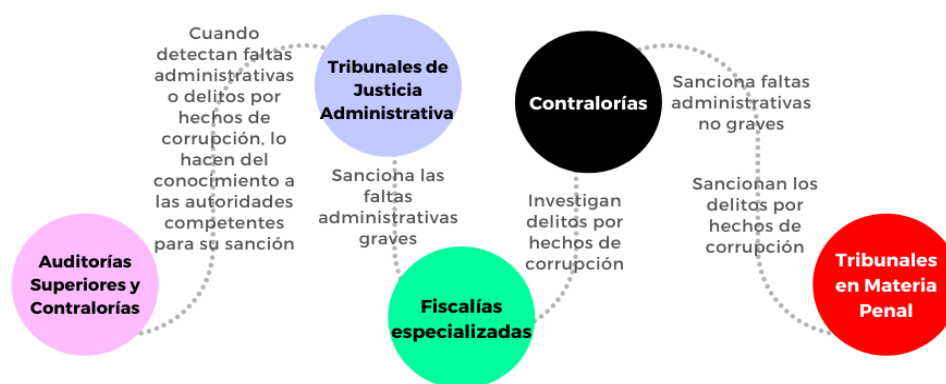 Cuando
detectan faltas
administrativas
o delitos por
hechos de
corrupción, lo
hacen del
conocimiento a
las autoridades
competentes
para su sanción
Auditorías
Superiores y
Contralorías
Tribunales de
Justicia
Administrativa
Sanciona las
faltas
administrativas
graves
Fiscalías
especializadas
Investigan
delitos por
hechos de
corrupción
Contralorías
Sanciona faltas
administrativas
no graves
Sancionan los
delitos por
hechos de
corrupción
Tribunales
en Materia
Penal